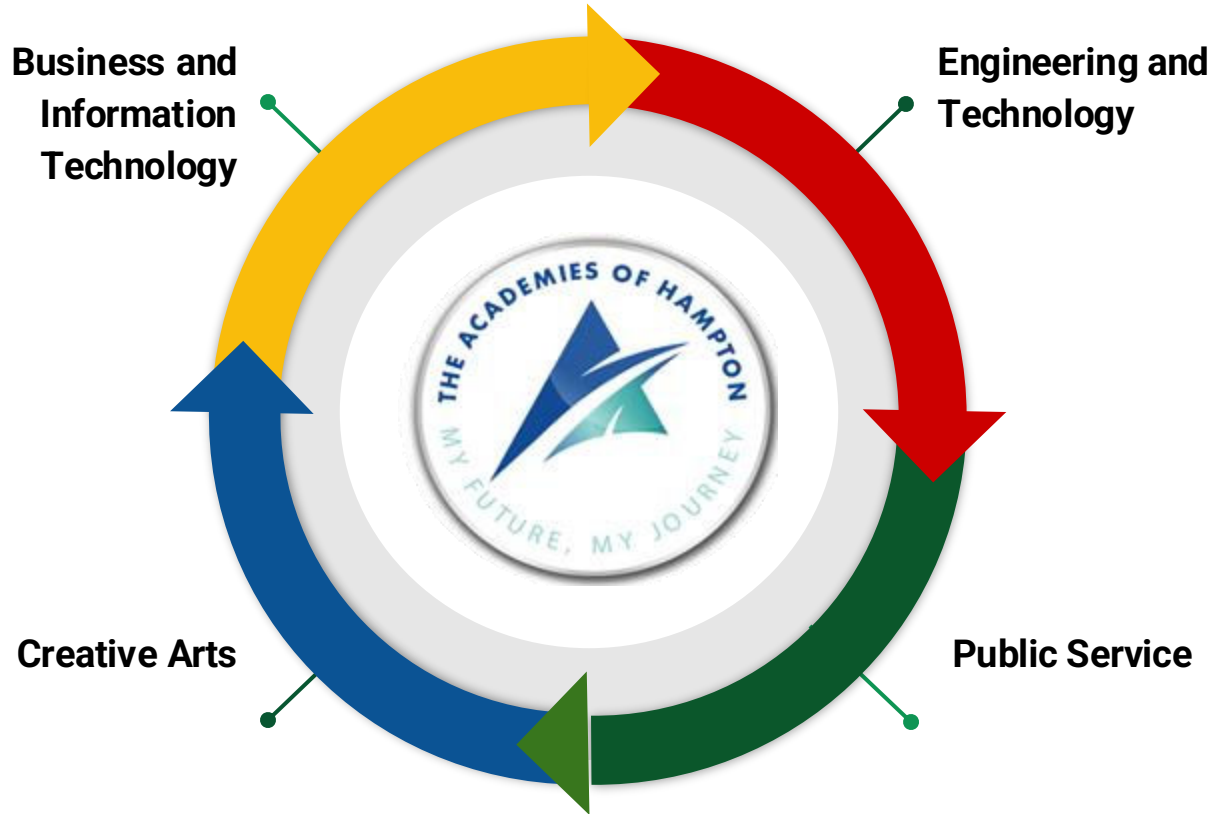 Business and
Information
Technology
Engineering and
Technology
THE ACADEMIES OF HAMPTON
MY FUTURE, MY JOURNEY
Creative Arts
Public Service